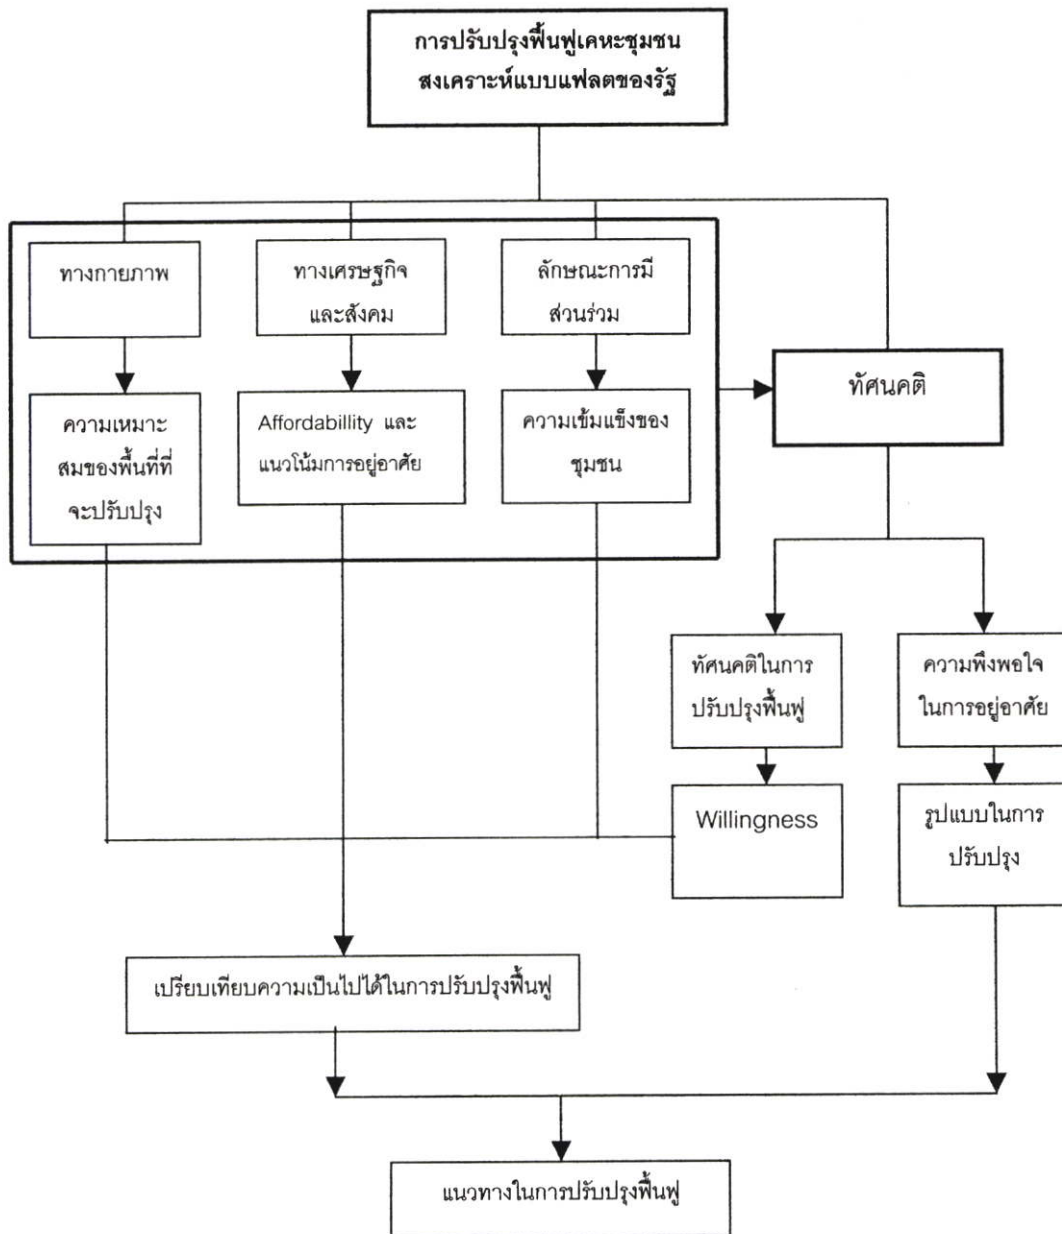 การปรับปรุงฟื้นฟูเคหะชุมชน
สงเคราะห์แบบแฟลตของรัฐ
ทางกายภาพ
ทางเศรษฐกิจ
และสังคม
ลักษณะการมี
ส่วนร่วม
ทัศนคติ
ความเหมาะ
สมของพื้นที่ที่
จะปรับปรุง
Affordabillity และ
แนวโน้มการอยู่อาศัย
ความเข้มแข็งของ
ชุมชน
ทัศนคติในการ
ปรับปรุงฟื้นฟู
ความพึงพอใจ
ในการอยู่อาศัย
Willingness
รูปแบบในการ
ปรับปรุง
เปรียบเทียบความเป็นไปได้ในการปรับปรุงฟื้นฟู
แนวทางในการปรับปรุงฟื้นฟู